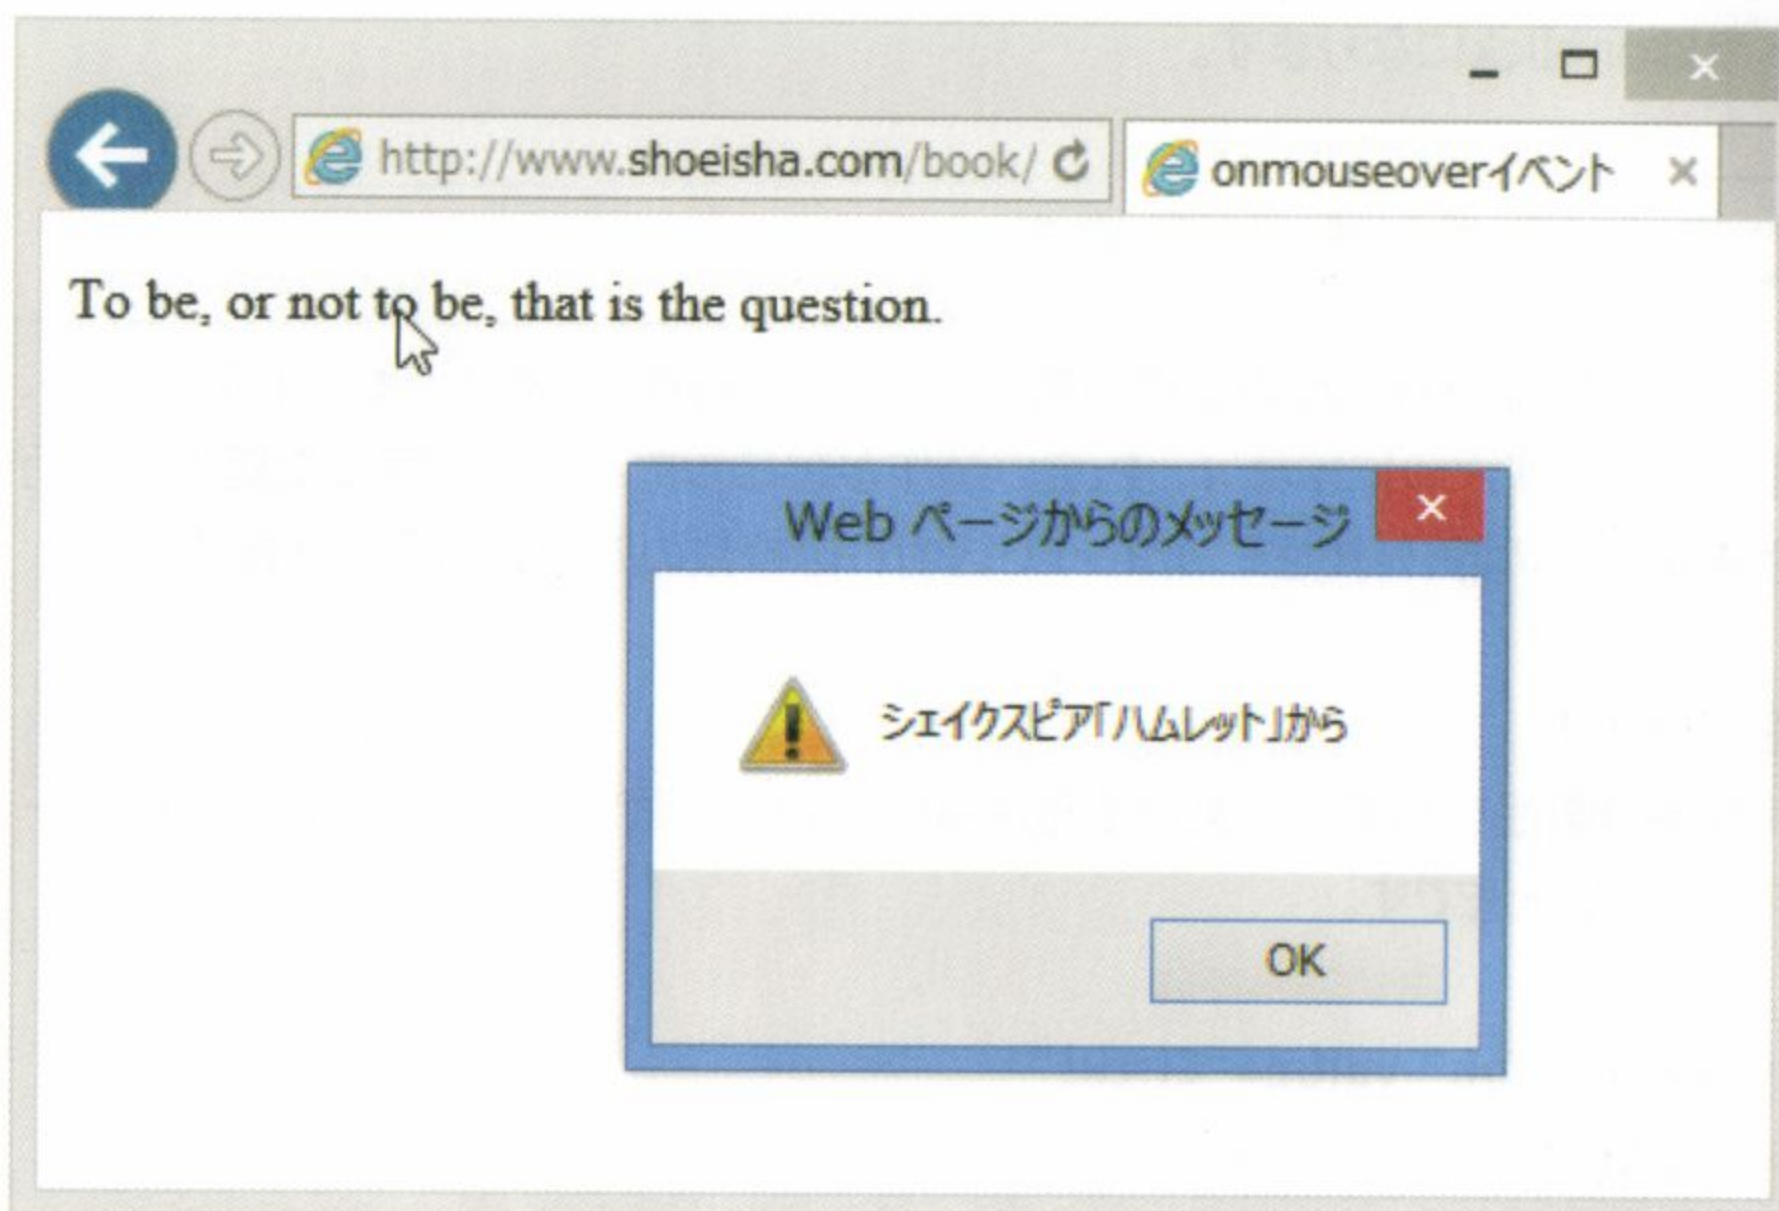 http://www.shoeisha.com/book/
onmouseoverイベント
To be, or not to be, that is the question.
Web ページからのメッセージ
シェイクスピア「ハムレット」から
OK